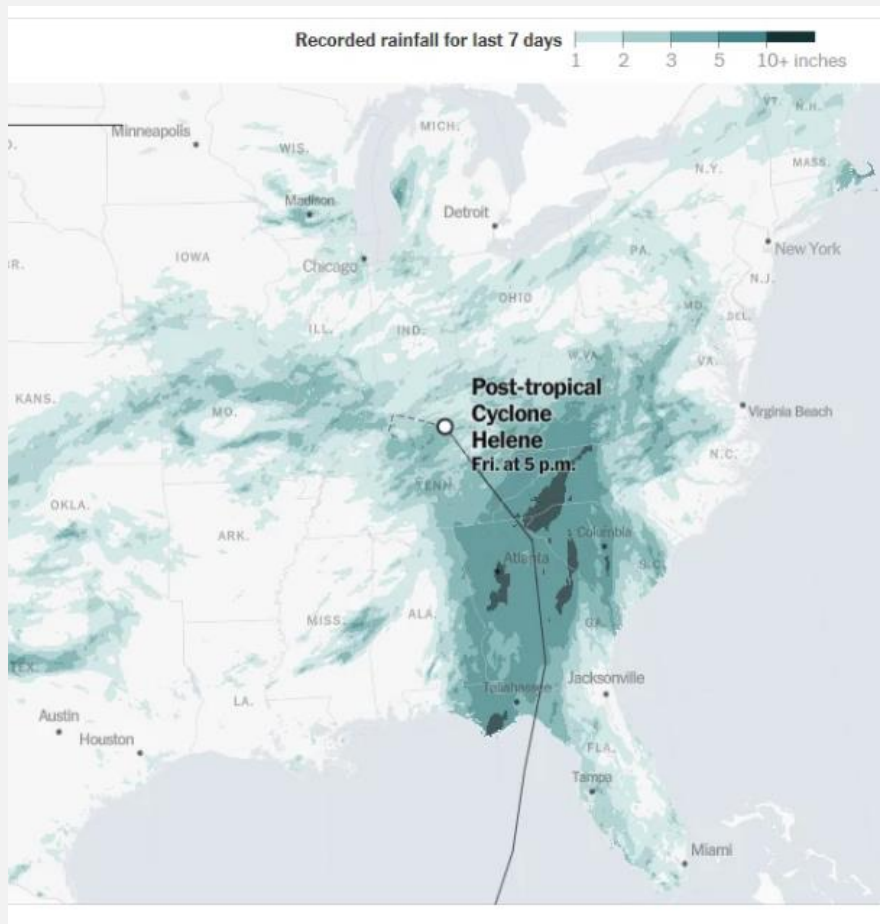 Recorded rainfall for last 7 days
1 2 3 5 10+ inches
Minneapolis
WIS.
MICH.
VT. N.H.
MASS.
N.Y.
Madison
Detroit
New York
IOWA
Chicago
PA.
N.J.
OHIO
MD.
DEL.
ILL.
IND.
W.VA.
VA.
KANS.
MO.
Post-tropical
Cyclone
Helene
Fri. at 5 p.m.
Virginia Beach
N.C.
TENN.
OKLA.
ARK.
Columbia
Atlanta
S.C.
MISS.
ALA.
GA.
TEX.
Tallahassee
Jacksonville
LA.
Austin
Houston
FLA.
Tampa
Miami